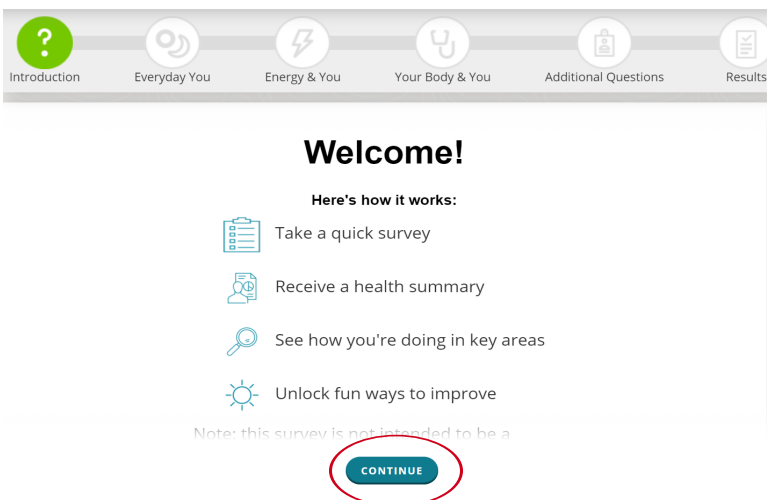 ?
Introduction
Everyday You
Energy & You
Your Body & You
Additional Questions
Results
Welcome!
Here's how it works:
Take a quick survey
Receive a health summary
See how you're doing in key areas
Unlock fun ways to improve
Note: this survey is not intended to be a
CONTINUE